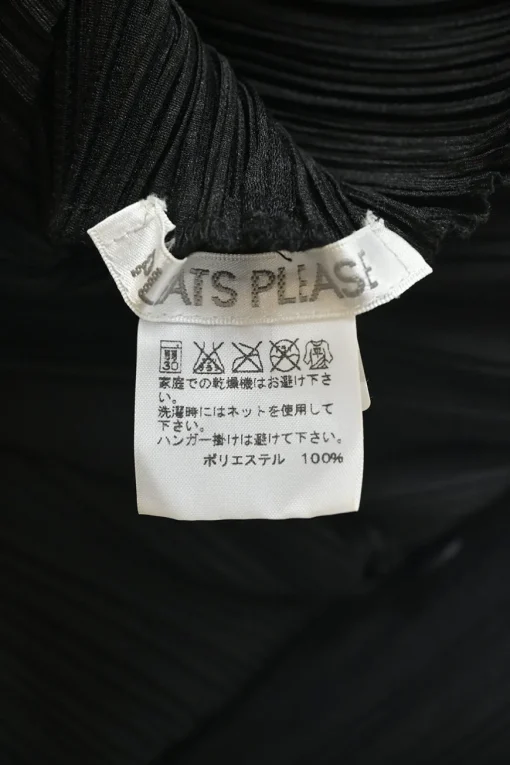 ATS PLEASE
30
家庭での乾燥機はお避け下さ
い。
洗濯時にはネットを使用して
下さい。
ハンガー掛けは避けて下さい。
ポリエステル 100%